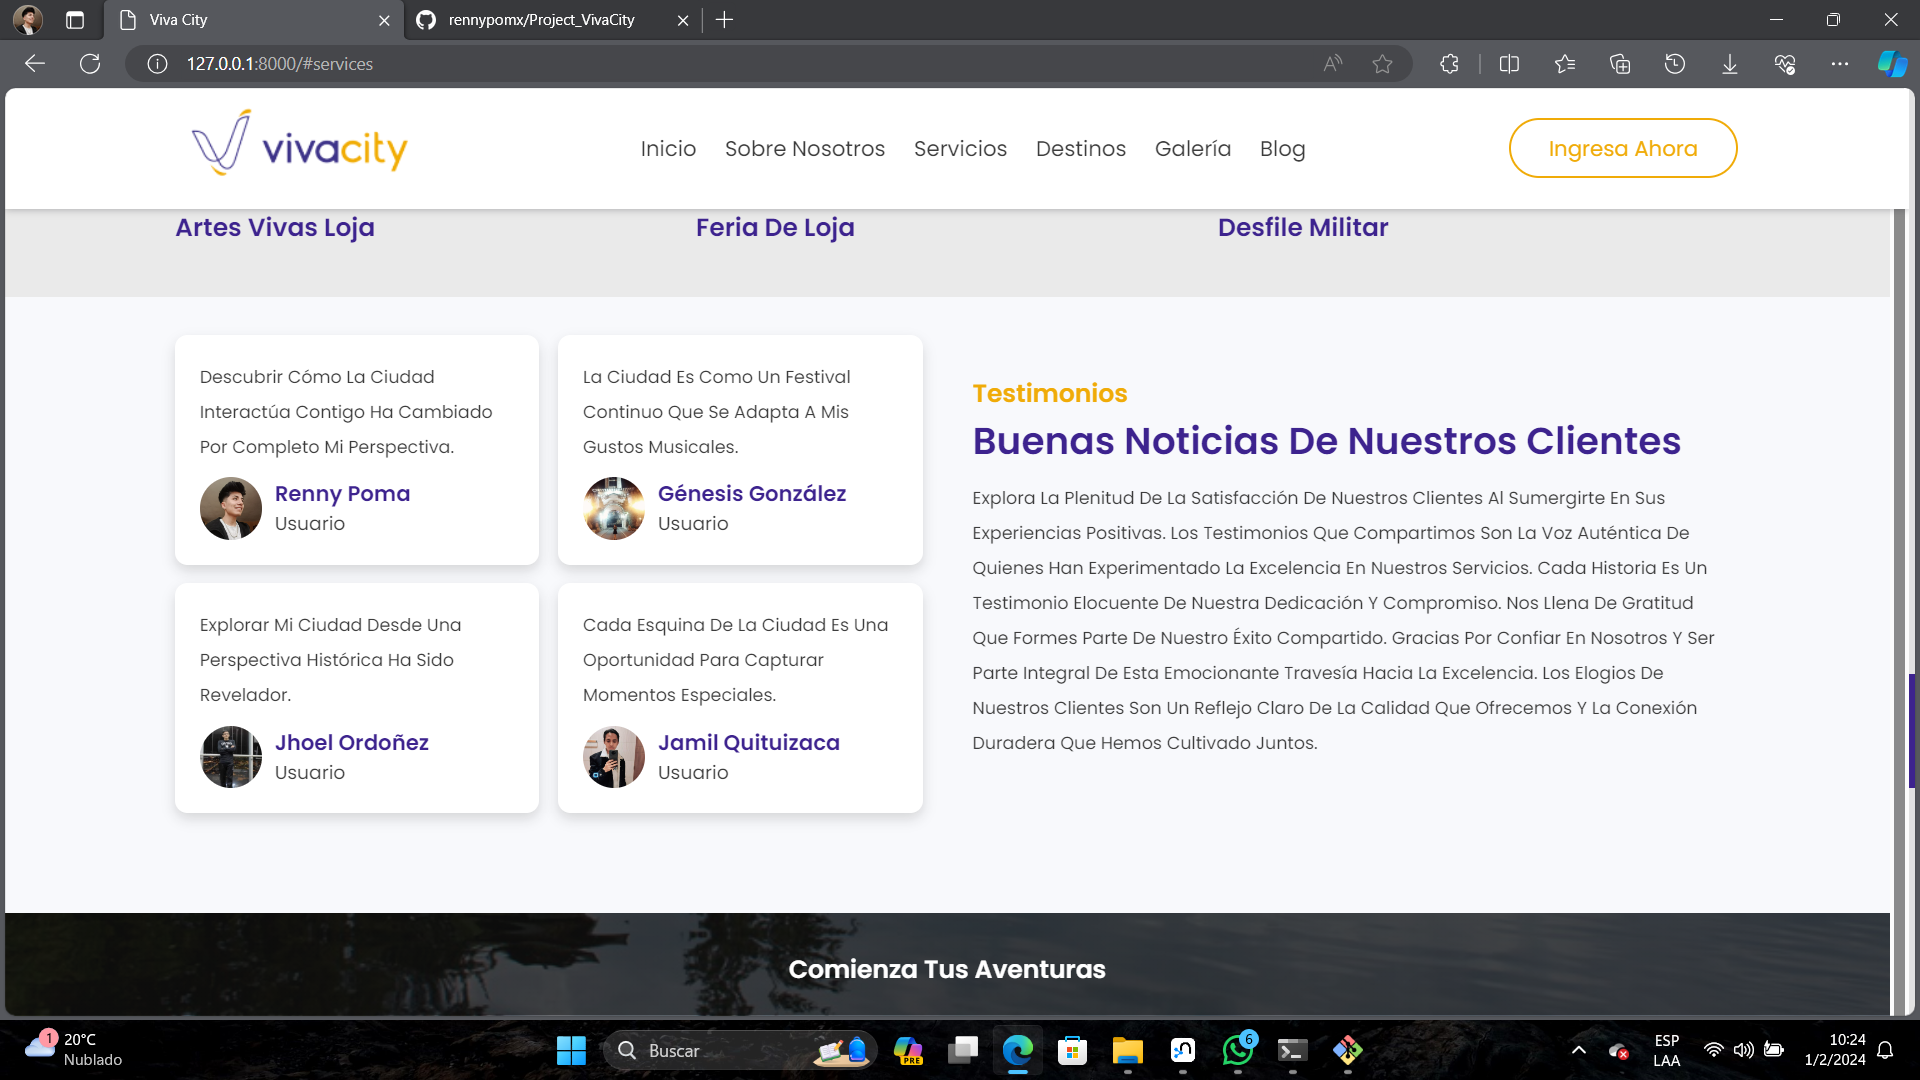 Viva City
rennypomx/Project_VivaCity
127.0.0.1:8000/#services
vivacity
Inicio
Sobre Nosotros
Servicios
Destinos
Galería
Blog
Ingresa Ahora
Artes Vivas Loja
Feria De Loja
Desfile Militar
Descubrir Cómo La Ciudad
Interactúa Contigo Ha Cambiado
Por Completo Mi Perspectiva.
Renny Poma
Usuario
La Ciudad Es Como Un Festival
Continuo Que Se Adapta A Mis
Gustos Musicales.
Génesis González
Usuario
Explorar Mi Ciudad Desde Una
Perspectiva Histórica Ha Sido
Revelador.
Jhoel Ordoñez
Usuario
Cada Esquina De La Ciudad Es Una
Oportunidad Para Capturar
Momentos Especiales.
Jamil Quituizaca
Usuario
Testimonios
Buenas Noticias De Nuestros Clientes
Explora La Plenitud De La Satisfacción De Nuestros Clientes Al Sumergirte En Sus
Experiencias Positivas. Los Testimonios Que Compartimos Son La Voz Auténtica De
Quienes Han Experimentado La Excelencia En Nuestros Servicios. Cada Historia Es Un
Testimonio Elocuente De Nuestra Dedicación Y Compromiso. Nos Llena De Gratitud
Que Formes Parte De Nuestro Éxito Compartido. Gracias Por Confiar En Nosotros Y Ser
Parte Integral De Esta Emocionante Travesía Hacia La Excelencia. Los Elogios De
Nuestros Clientes Son Un Reflejo Claro De La Calidad Que Ofrecemos Y La Conexión
Duradera Que Hemos Cultivado Juntos.
Comienza Tus Aventuras
1
20°C
Nublado
Buscar
PRE
6
ESP
LAA
10:24
1/2/2024